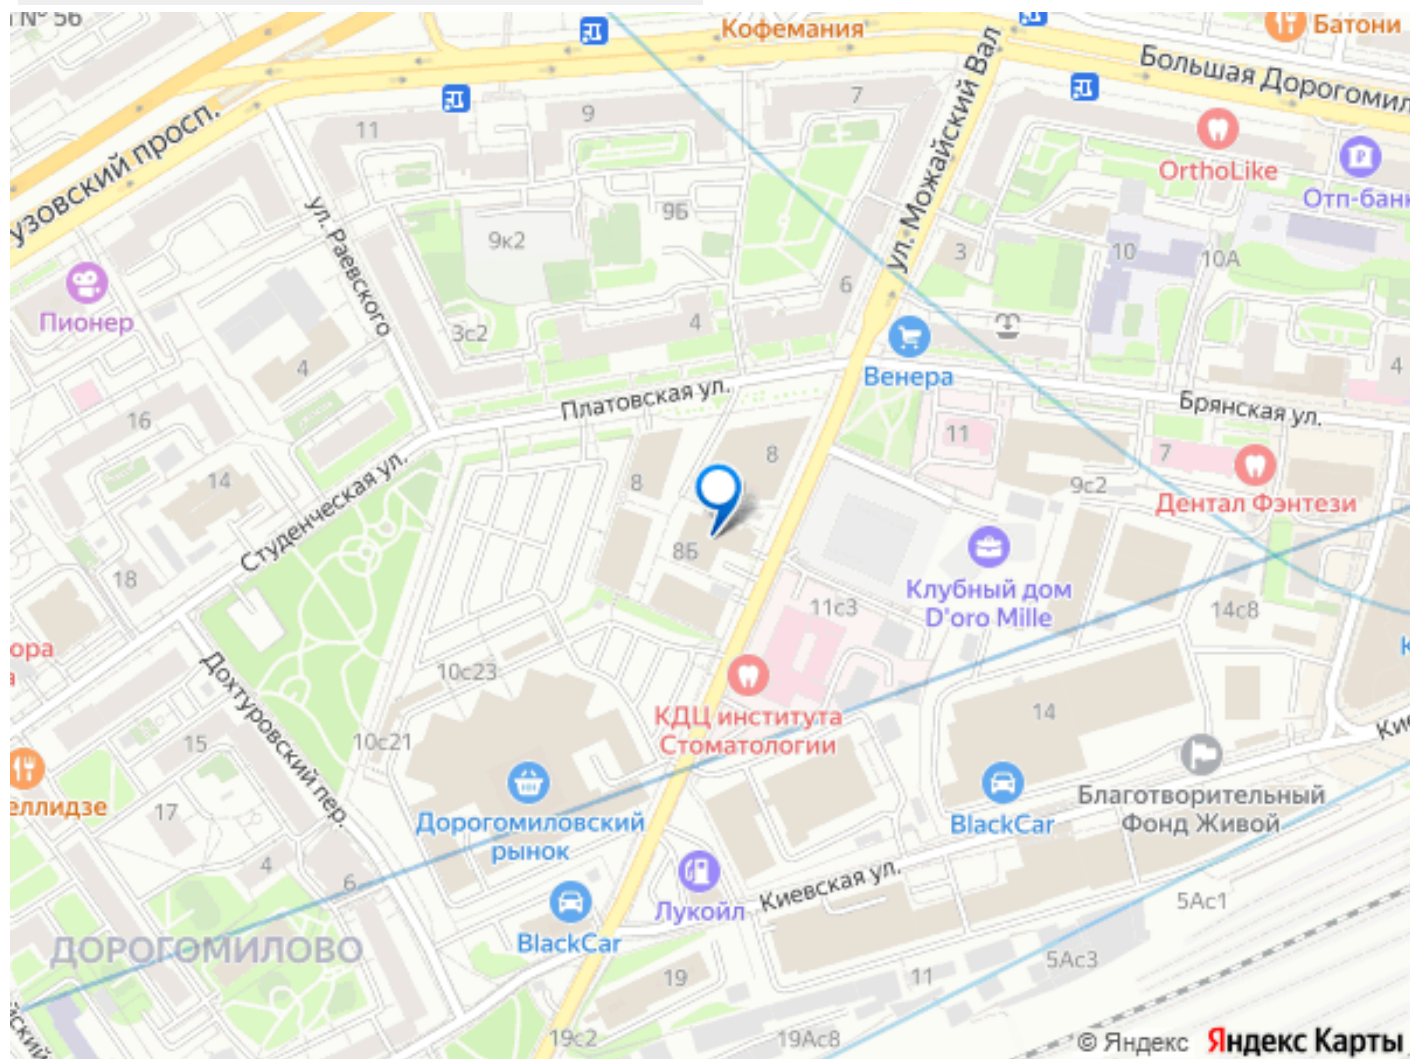 № 56
Кофемания
Батони
Большая Дорогомил
ул. Можайский Вал
узовский просп.
11
9
7
OrthoLike
Отп-банк
ул. Раевского
9к2
9Б
3
10
10А
6
Пионер
3с2
4
4
Венера
4
Платовская ул.
Брянская ул.
16
14
8
8
11
7
9с2
Дентал Фэнтези
Студенческая ул.
8Б
Клубный дом
D'oro Mille
18
11с3
14с8
ора
а
Дохтуровский пер.
10с23
КДЦ института
Стоматологии
14
15
10с21
Ки
еллидзе
17
Дорогомиловский
рынок
BlackCar
Благотворительный
Фонд Живой
4
6
Лукойл
Киевская ул.
5Ас1
ДОРОГОМИЛОВО
BlackCar
19
11
5Ас3
19с2
19Ас8
йский
© Яндекс Яндекс Карты